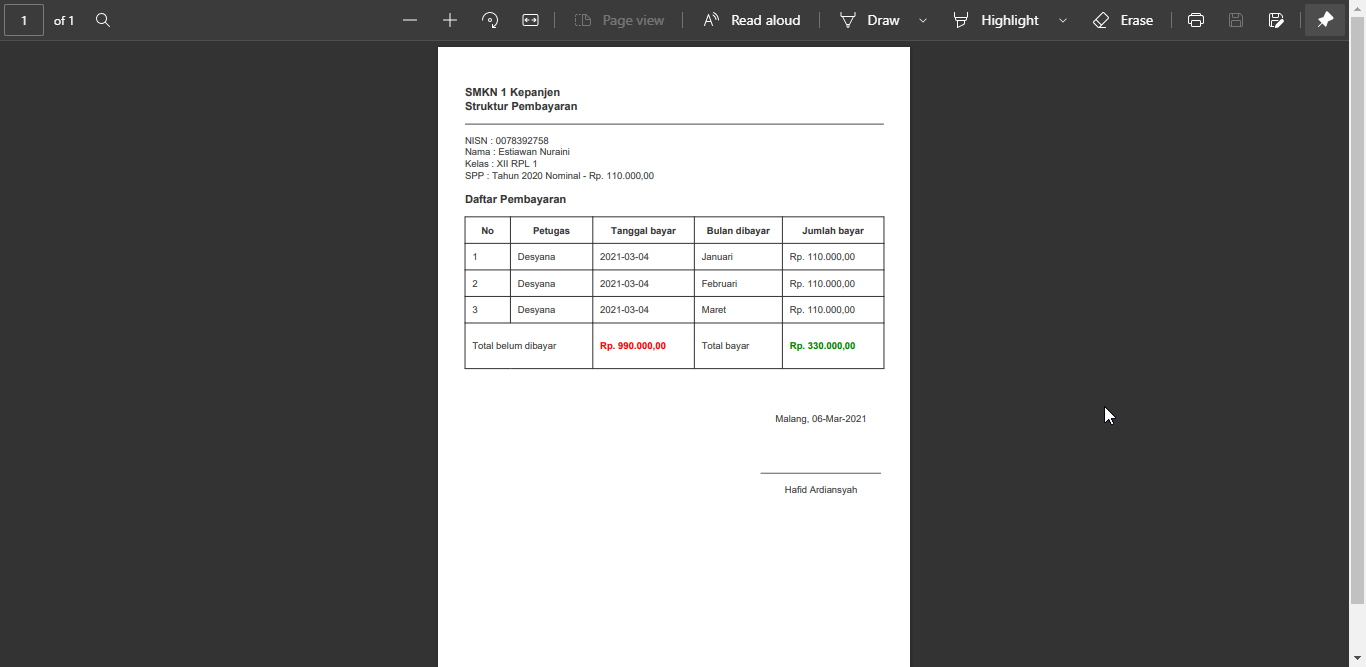 1 of 1 Page view Read aloud Draw Highlight Erase
SMKN 1 Kepanjen
Struktur Pembayaran
NISN : 0078392758
Nama : Estiawan Nuraini
Kelas : XII RPL 1
SPP : Tahun 2020 Nominal - Rp. 110.000,00
Daftar Pembayaran
No Petugas Tanggal bayar Bulan dibayar Jumlah bayar
1 Desyana 2021-03-04 Januari Rp. 110.000,00
2 Desyana 2021-03-04 Februari Rp. 110.000,00
3 Desyana 2021-03-04 Maret Rp. 110.000,00
Total belum dibayar Rp. 990.000,00 Total bayar Rp. 330.000,00
Malang, 06-Mar-2021
Hafid Ardiansyah